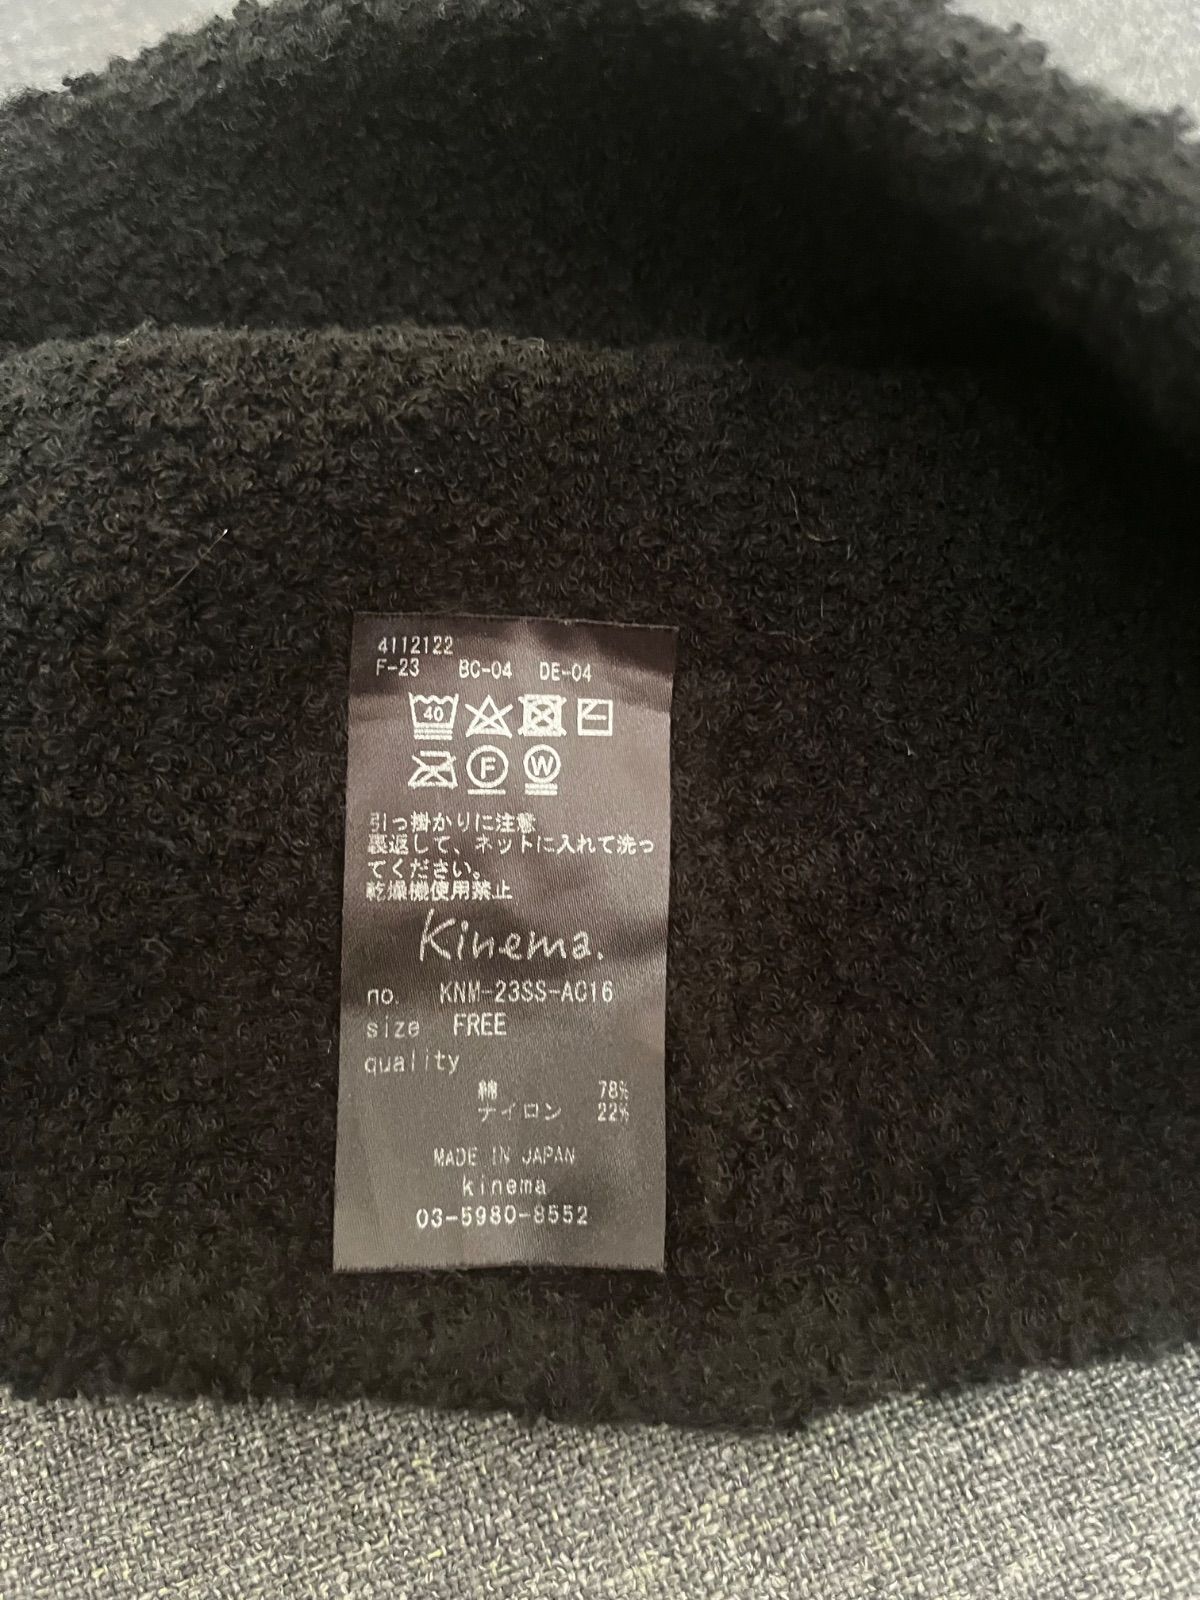 4112122
F-23 BC-04 DE-04
40
F W
引っ掛かりに注意
裏返して、ネットに入れて洗っ
てください。
乾燥機使用禁止
Kinema.
no. KNM-23SS-AC16
size FREE
quality
綿 78%
ナイロン 22%
MADE IN JAPAN
kinema
03-5980-8552